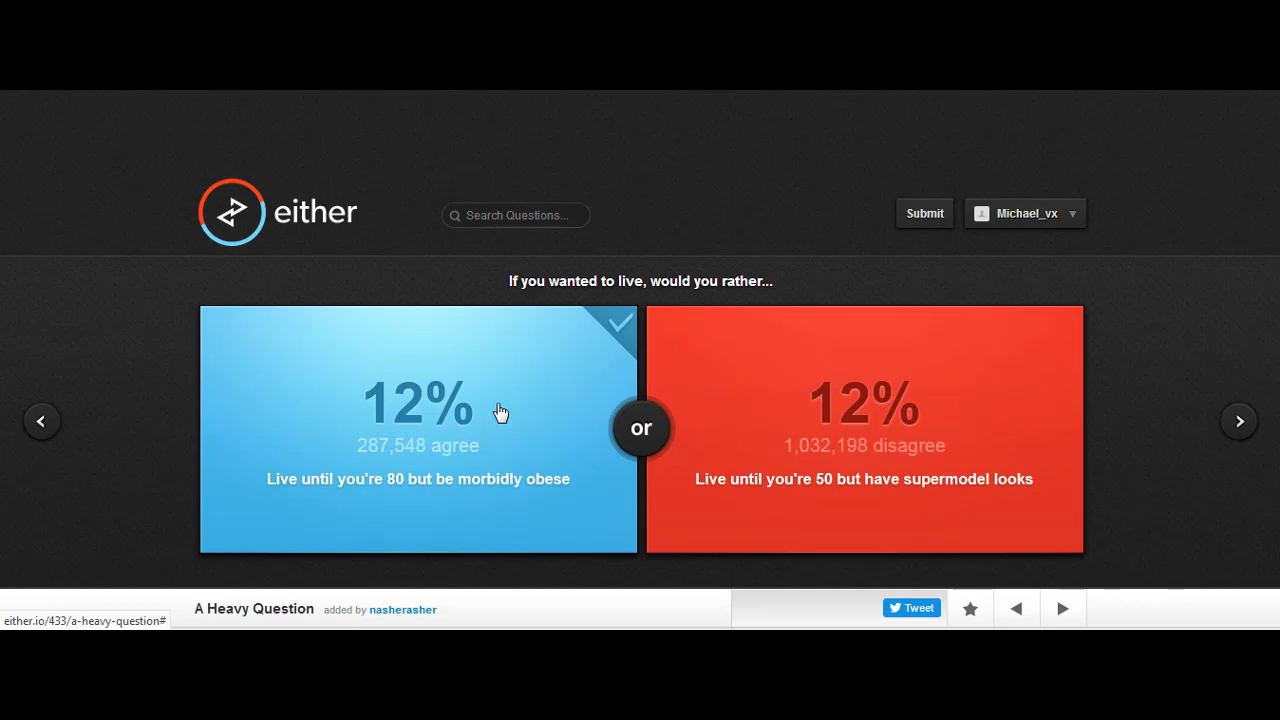 either
Search Questions...
Submit
Michael_vx
If you wanted to live, would you rather...
12%
287,548 agree
Live until you're 80 but be morbidly obese
or
12%
1,032,198 disagree
Live until you're 50 but have supermodel looks
A Heavy Question added by nasherasher
Tweet
either.io/433/a-heavy-question#